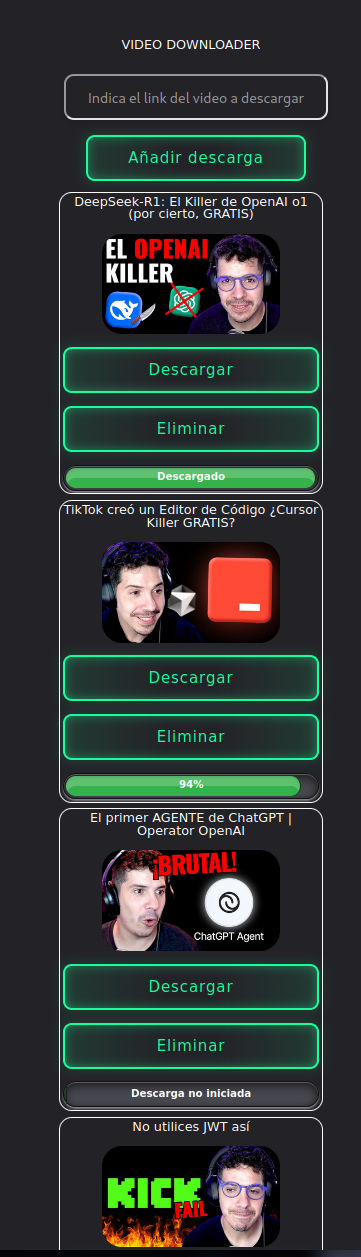 VIDEO DOWNLOADER
Indica el link del video a descargar
Añadir descarga
DeepSeek-R1: El Killer de OpenAI o1
(por cierto, GRATIS)
EL OPENAI
KILLER
Descargar
Eliminar
Descargado
TikTok creó un Editor de Código ¿Cursor
Killer GRATIS?
Descargar
Eliminar
94%
El primer AGENTE de ChatGPT |
Operator OpenAI
¡BRUTAL!
ChatGPT Agent
Descargar
Eliminar
Descarga no iniciada
No utilices JWT así
KICK
FAIL